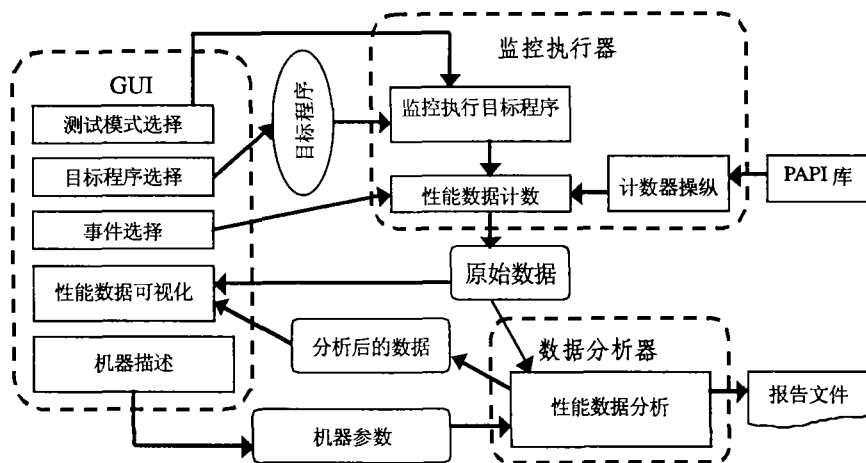 监控执行器
GUI
测试模式选择
目标程序选择
事件选择
性能数据可视化
机器描述
目标程序
监控执行目标程序
性能数据计数
计数器操纵
PAPI 库
原始数据
分析后的数据
数据分析器
性能数据分析
报告文件
机器参数